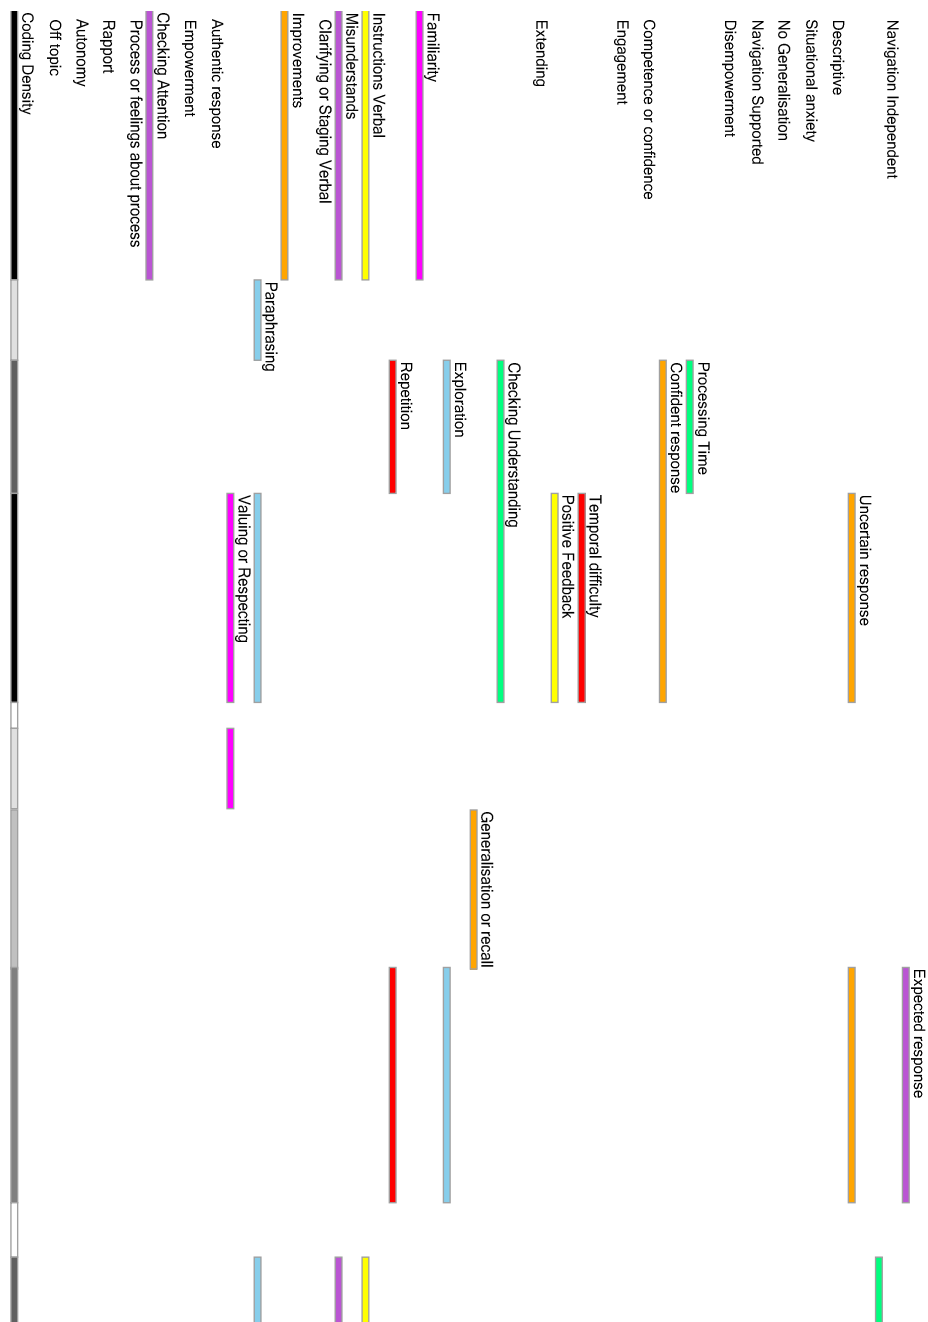 Expected response
Navigation Independent
Uncertain response
Descriptive
Situational anxiety
No Generalisation
Navigation Supported
Disempowerment
Processing Time
Confident response
Competence or confidence
Engagement
Temporal difficulty
Positive Feedback
Extending
Checking Understanding
Generalisation or recall
Exploration
Familiarity
Repetition
Instructions Verbal
Misunderstands
Clarifying or Staging Verbal
Improvements
Paraphrasing
Valuing or Respecting
Authentic response
Empowerment
Checking Attention
Process or feelings about process
Rapport
Autonomy
Off topic
Coding Density